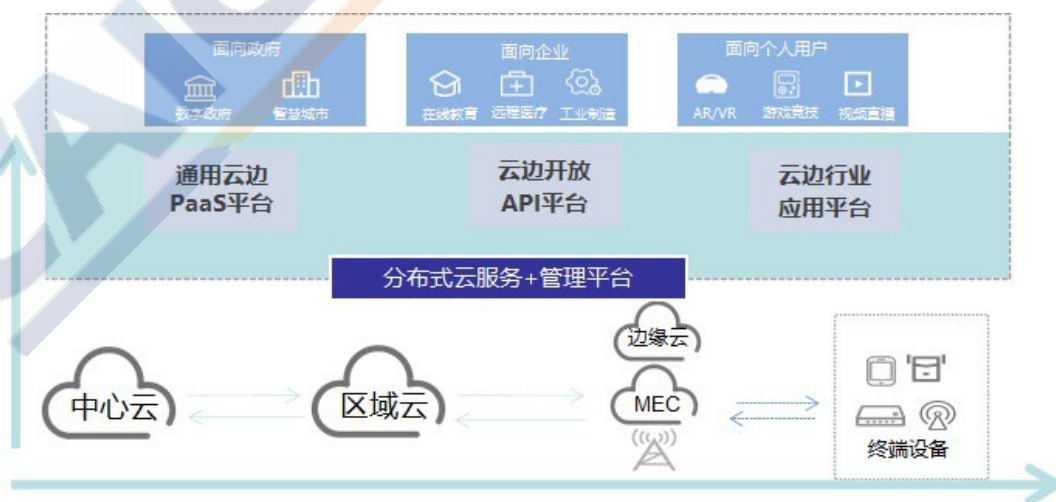 面向政府
数字政府
智慧城市
面向企业
在线教育
远程医疗
工业制造
面向个人用户
AR/VR
游戏竞技
视频直播
通用云边
PaaS平台
云边开放
API平台
云边行业
应用平台
分布式云服务+管理平台
中心云
区域云
边缘云
MEC
终端设备